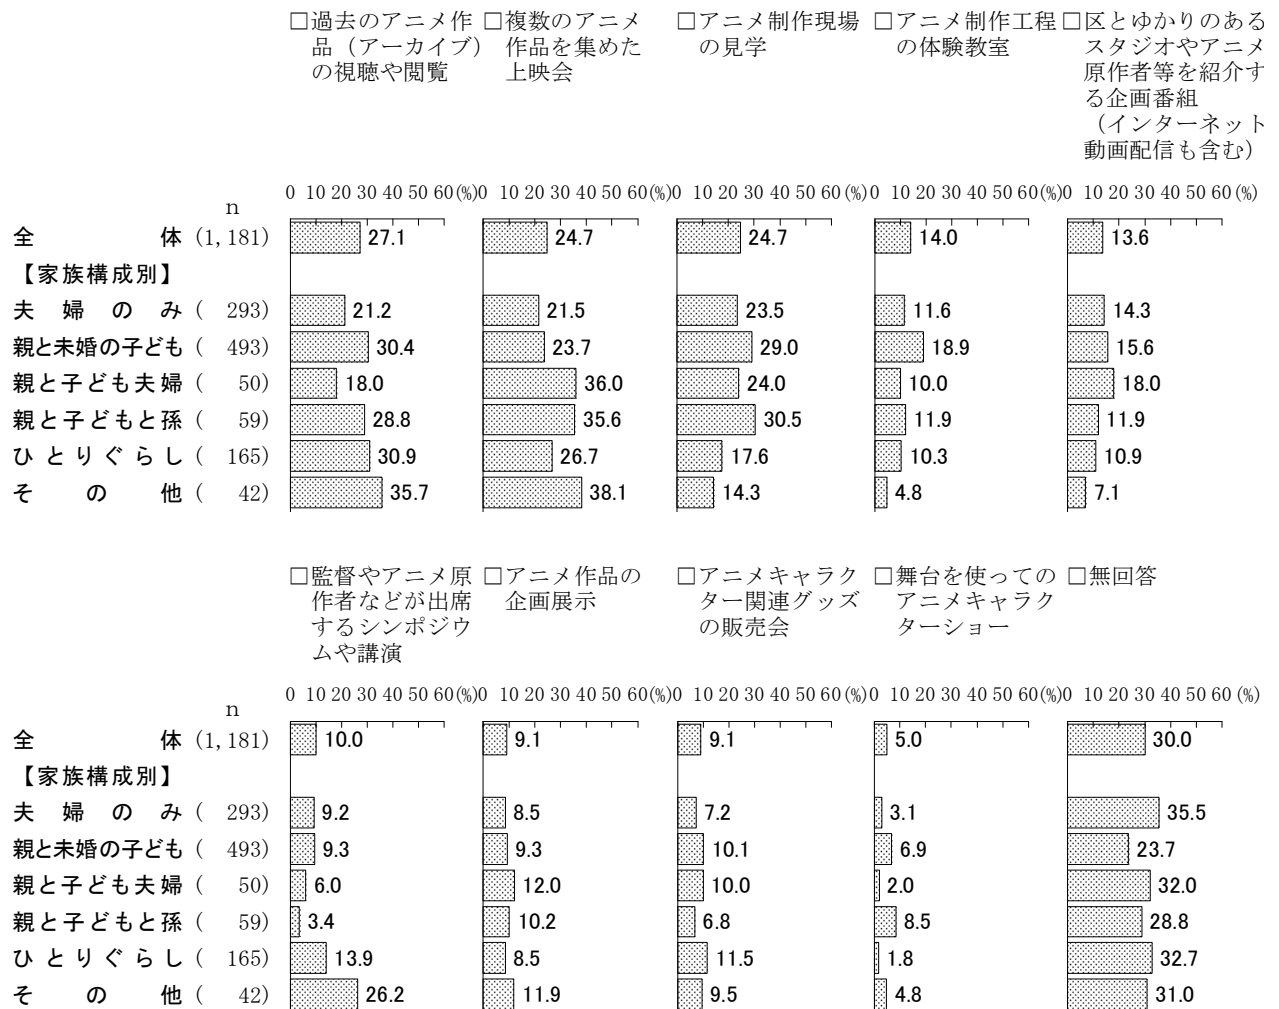 □過去のアニメ作 □複数のアニメ □アニメ制作現場 □アニメ制作工程 □区とゆかりのある
品（アーカイブ） 作品を集めた の見学 の体験教室 スタジオやアニメ
の視聴や閲覧 上映会 原作者等を紹介す
る企画番組
（インターネット
動画配信も含む）
0 10 20 30 40 50 60(%) 0 10 20 30 40 50 60(%) 0 10 20 30 40 50 60(%) 0 10 20 30 40 50 60(%) 0 10 20 30 40 50 60(%)
n
全体 (1,181) 27.1 24.7 24.7 14.0 13.6
【家族構成別】
夫婦のみ ( 293) 21.2 21.5 23.5 11.6 14.3
親と未婚の子ども ( 493) 30.4 23.7 29.0 18.9 15.6
親と子ども夫婦 ( 50) 18.0 36.0 24.0 10.0 18.0
親と子どもと孫 ( 59) 28.8 35.6 30.5 11.9 11.9
ひとりぐらし ( 165) 30.9 26.7 17.6 10.3 10.9
その他 ( 42) 35.7 38.1 14.3 4.8 7.1
□監督やアニメ原 □アニメ作品の □アニメキャラク □舞台を使っての □無回答
作者などが出席 企画展示 ター関連グッズ アニメキャラク
するシンポジウ の販売会 ターショー
ムや講演
0 10 20 30 40 50 60(%) 0 10 20 30 40 50 60(%) 0 10 20 30 40 50 60(%) 0 10 20 30 40 50 60(%) 0 10 20 30 40 50 60(%)
n
全体 (1,181) 10.0 9.1 9.1 5.0 30.0
【家族構成別】
夫婦のみ ( 293) 9.2 8.5 7.2 3.1 35.5
親と未婚の子ども ( 493) 9.3 9.3 10.1 6.9 23.7
親と子ども夫婦 ( 50) 6.0 12.0 10.0 2.0 32.0
親と子どもと孫 ( 59) 3.4 10.2 6.8 8.5 28.8
ひとりぐらし ( 165) 13.9 8.5 11.5 1.8 32.7
その他 ( 42) 26.2 11.9 9.5 4.8 31.0